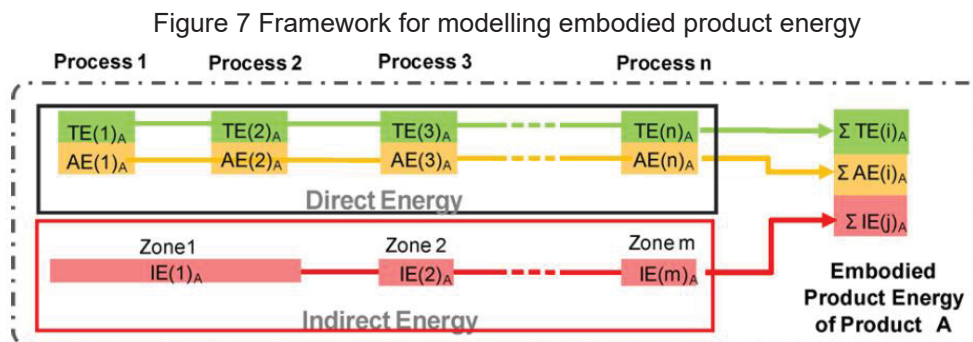 Figure 7 Framework for modelling embodied product energy
Process 1 Process 2 Process 3 Process n
TE(1)A TE(2)A TE(3)A TE(n)A Σ TE(i)A
AE(1)A AE(2)A AE(3)A AE(n)A Σ AE(i)A
Direct Energy
Σ IE(j)A
Zone1 Zone 2 Zone m
IE(1)A IE(2)A IE(m)A
Embodied
Product Energy
of Product A
Indirect Energy